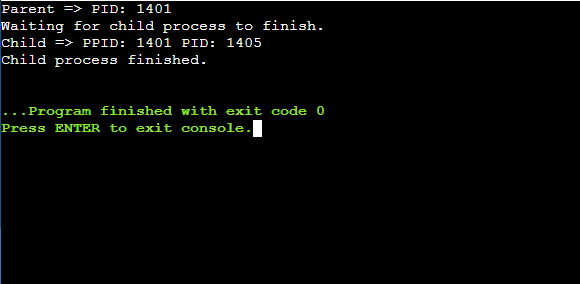 Parent => PID: 1401
Waiting for child process to finish.
Child => PPID: 1401 PID: 1405
Child process finished.
...Program finished with exit code 0
Press ENTER to exit console.